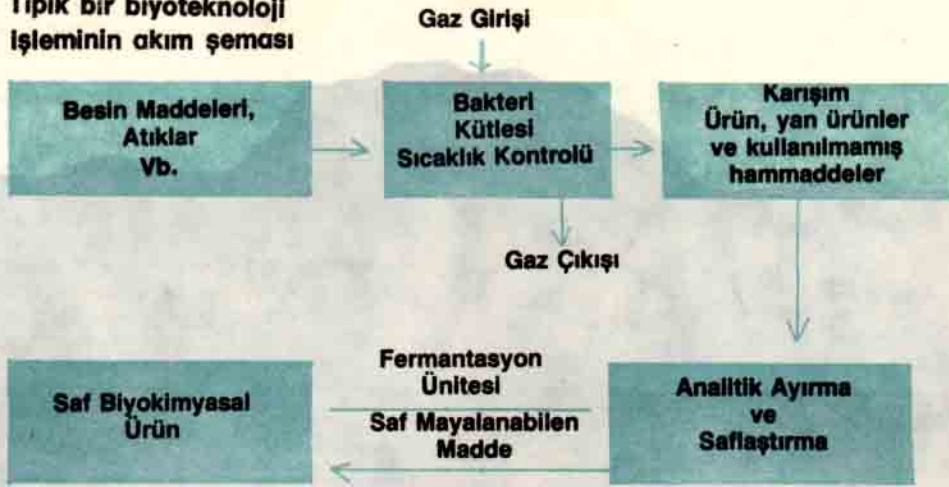 Tipik bir biyoteknoloji
işleminin akım şeması
Gaz Girişi
Besin Maddeleri,
Atıklar
Vb.
Bakteri
Kütlesi
Sıcaklık Kontrolü
Karışım
Ürün, yan ürünler
ve kullanılmamış
hammaddeler
Gaz Çıkışı
Saf Biyokimyasal
Ürün
Fermantasyon
Ünitesi
Saf Mayalanabilen
Madde
Analitik Ayırma
ve
Saflaştırma